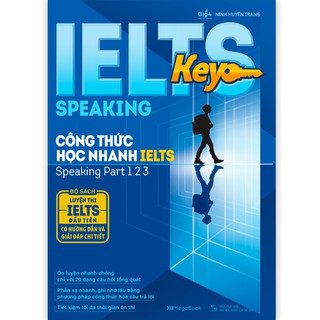 Big4 NINH HUYỀN TRANG
IELTS
Key
SPEAKING
CÔNG THỨC
HỌC NHANH IELTS
Speaking Part 1 2 3
BỘ SÁCH
LUYỆN THI
IELTS
ĐẦU TIÊN
CÓ HƯỚNG DẪN VÀ
GIẢI ĐÁP CHI TIẾT
Ôn luyện nhanh chóng
chỉ với 20 dạng câu hỏi tổng quát
Phản xạ nhanh, ghi nhớ lâu bằng
phương pháp công thức hóa câu trả lời
Tiết kiệm tối đa thời gian ôn thi
MegaBook